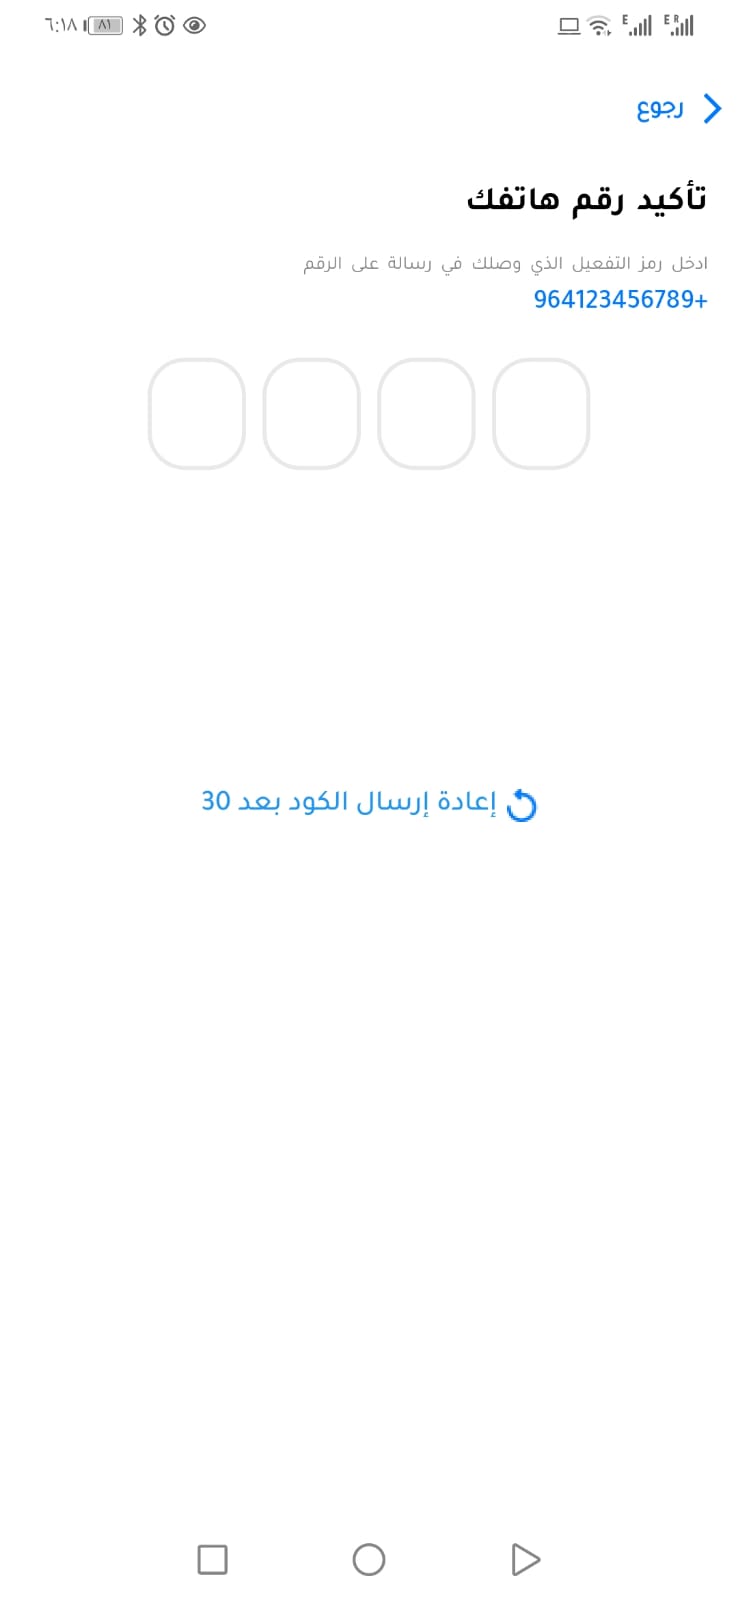 ٦:١٨ ٨١ E E R
رجوع
تأكيد رقم هاتفك
ادخل رمز التفعيل الذي وصلك في رسالة على الرقم
964123456789+
إعادة إرسال الكود بعد 30